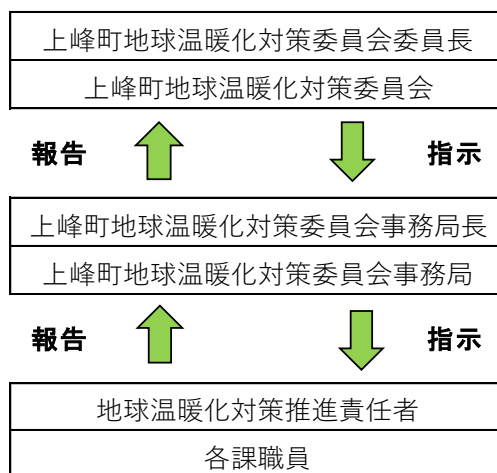 上峰町地球温暖化対策委員会委員長
上峰町地球温暖化対策委員会
報告 指示
上峰町地球温暖化対策委員会事務局長
上峰町地球温暖化対策委員会事務局
報告 指示
地球温暖化対策推進責任者
各課職員